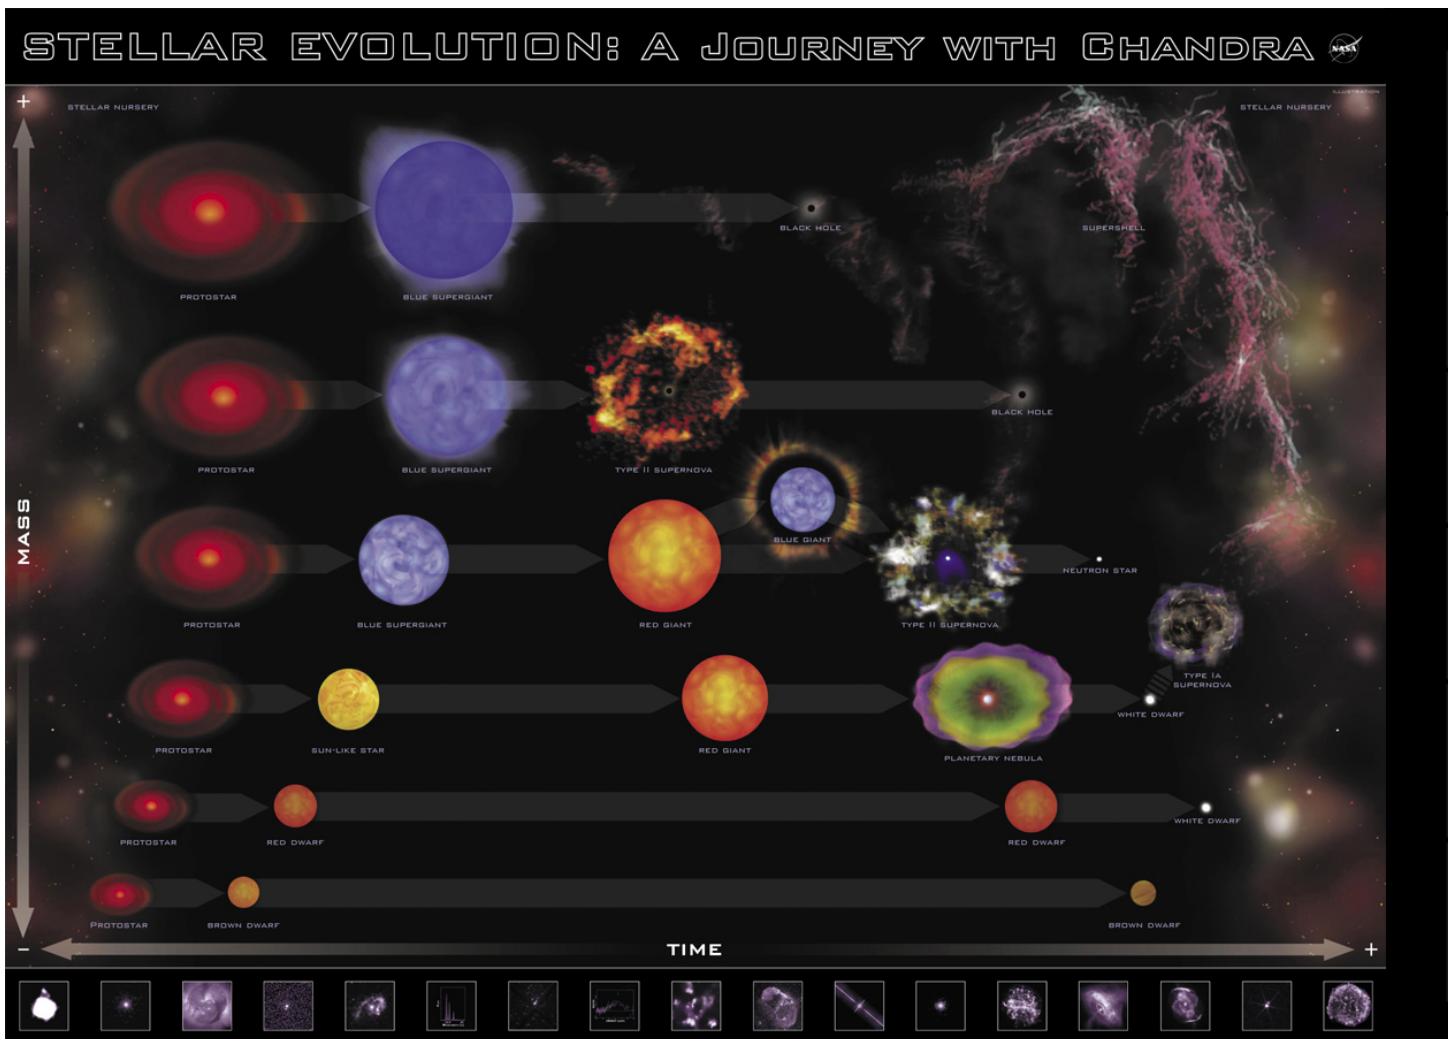 STELLAR EVOLUTION: A JOURNEY WITH CHANDRA
NASA
+
STELLAR NURSERY
ILLUSTRATION
STELLAR NURSERY
BLACK HOLE
SUPERSHELL
PROTOSTAR
BLUE SUPERGIANT
BLACK HOLE
PROTOSTAR
BLUE SUPERGIANT
TYPE II SUPERNOVA
BLUE GIANT
MASS
NEUTRON STAR
PROTOSTAR
BLUE SUPERGIANT
RED GIANT
TYPE II SUPERNOVA
TYPE IA
SUPERNOVA
WHITE DWARF
PROTOSTAR
SUN-LIKE STAR
RED GIANT
PLANETARY NEBULA
WHITE DWARF
PROTOSTAR
RED DWARF
RED DWARF
PROTOSTAR
BROWN DWARF
BROWN DWARF
−
TIME
+